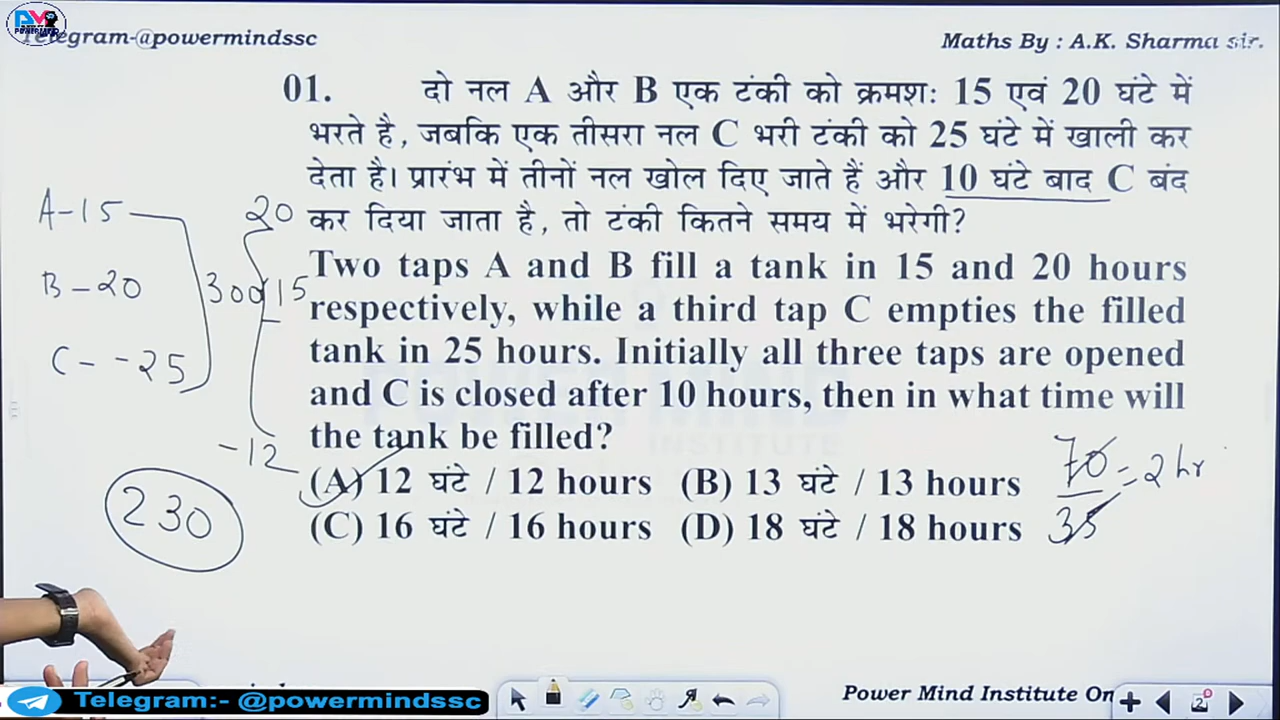 Telegram-@powermindssc
Maths By : A.K. Sharma sir.
01. दो नल A और B एक टंकी को क्रमशः 15 एवं 20 घंटे में
भरते है, जबकि एक तीसरा नल C भरी टंकी को 25 घंटे में खाली कर
देता है। प्रारंभ में तीनों नल खोल दिए जाते हैं और 10 घंटे बाद C बंद
कर दिया जाता है, तो टंकी कितने समय में भरेगी?
Two taps A and B fill a tank in 15 and 20 hours
respectively, while a third tap C empties the filled
tank in 25 hours. Initially all three taps are opened
and C is closed after 10 hours, then in what time will
the tank be filled?
(A) 12 घंटे / 12 hours (B) 13 घंटे / 13 hours
(C) 16 घंटे / 16 hours (D) 18 घंटे / 18 hours
A-15
B-20
C- -25
300
20
15
-12
230
70
35
=2 hr
POWER MIND
INSTITUTE
Telegram:- @powermindssc
Power Mind Institute On
2